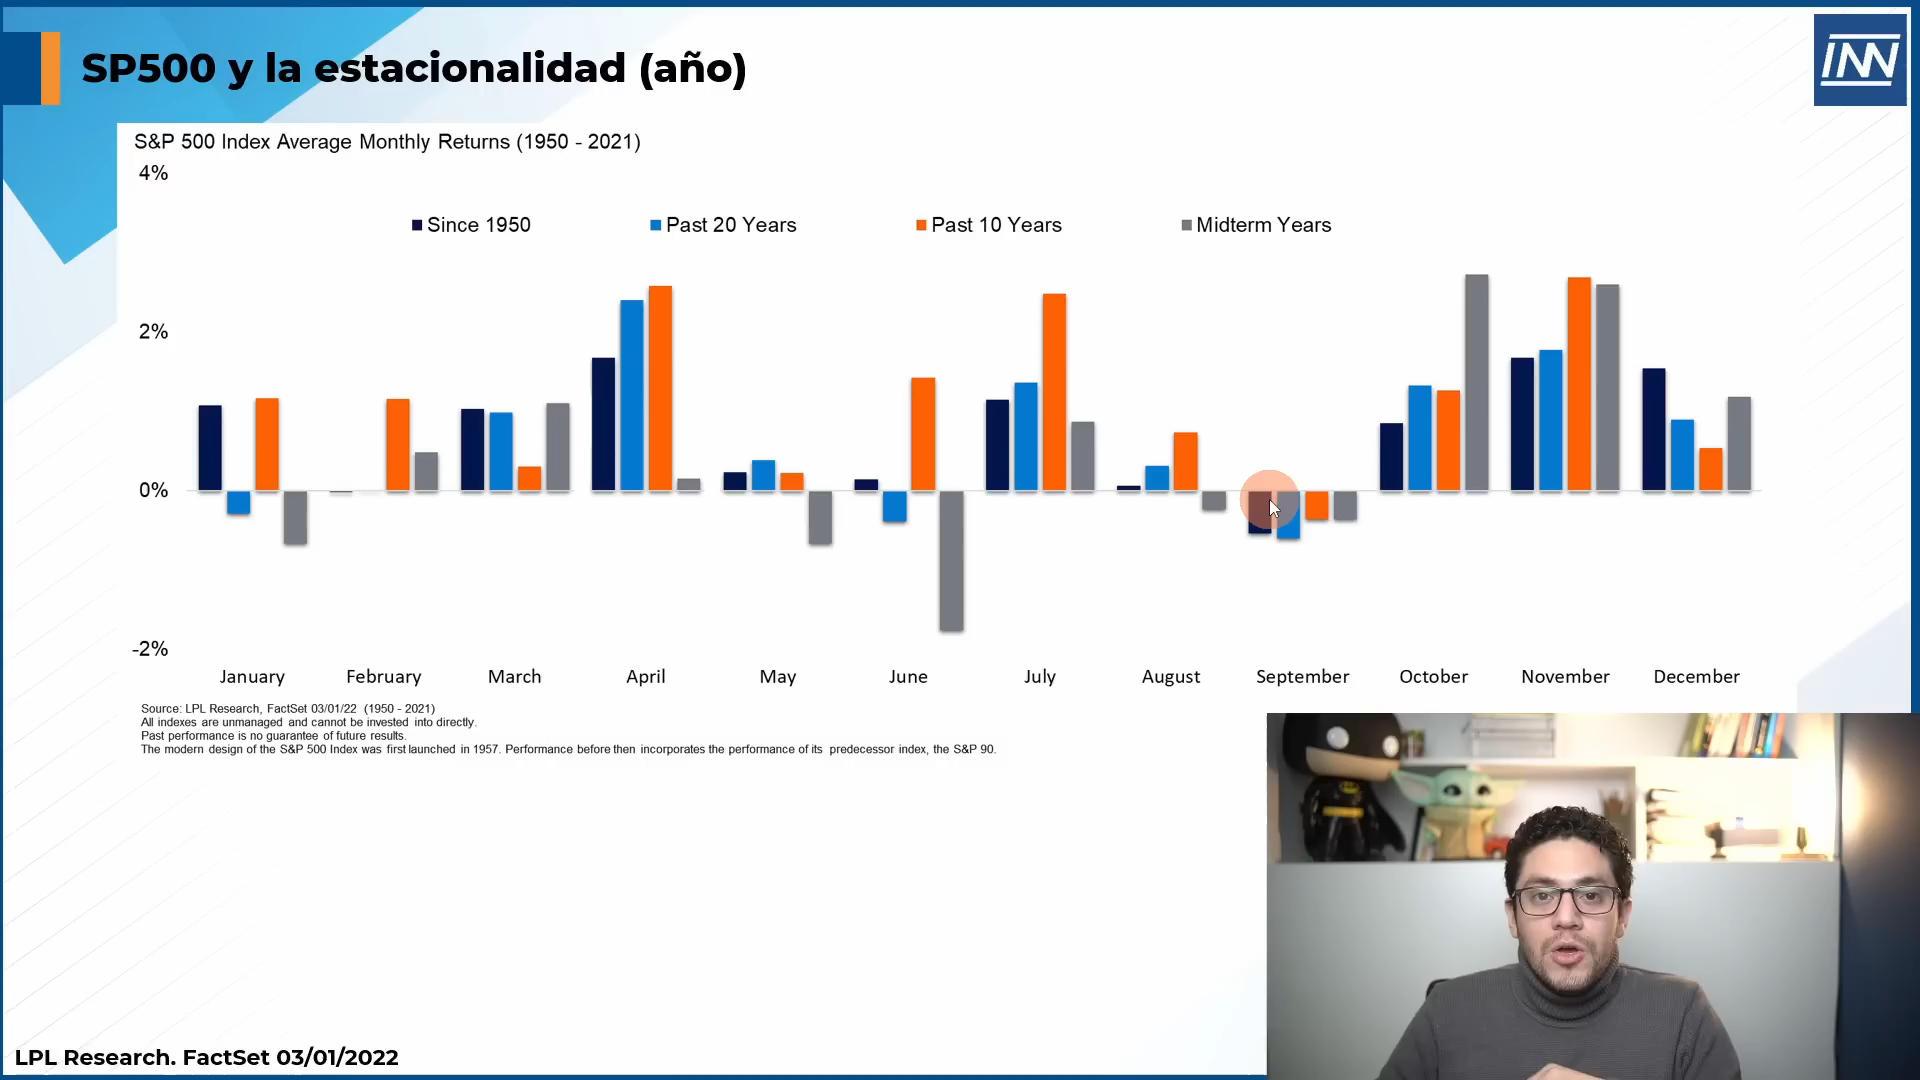 SP500 y la estacionalidad (año)
INN
S&P 500 Index Average Monthly Returns (1950 - 2021)
4%
Since 1950 Past 20 Years Past 10 Years Midterm Years
2%
0%
-2%
January February March April May June July August September October November December
Source: LPL Research, FactSet 03/01/22 (1950 - 2021)
All indexes are unmanaged and cannot be invested into directly.
Past performance is no guarantee of future results.
The modern design of the S&P 500 Index was first launched in 1957. Performance before then incorporates the performance of its predecessor index, the S&P 90.
LPL Research. FactSet 03/01/2022